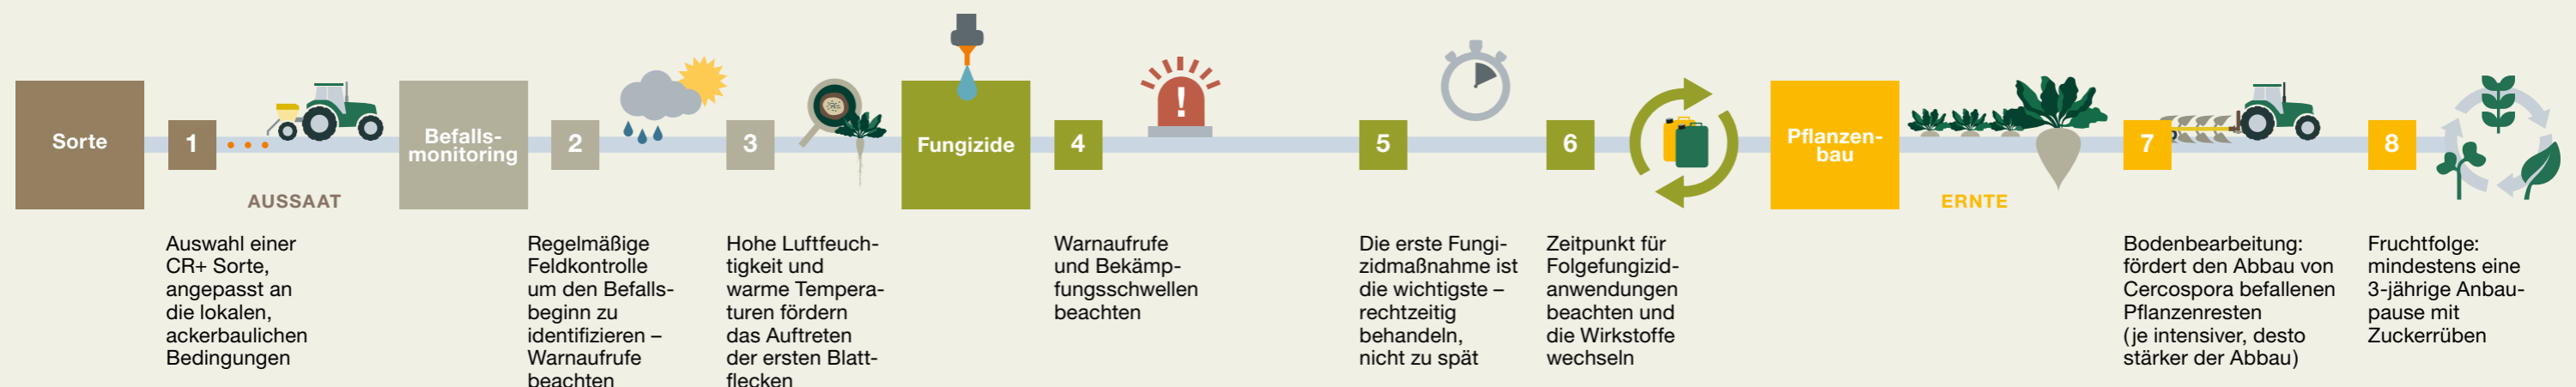 Sorte
1
AUSSAAT
Auswahl einer
CR+ Sorte,
angepasst an
die lokalen,
ackerbaulichen
Bedingungen
Befalls-
monitoring
2
Regelmäßige
Feldkontrolle
um den Befalls-
beginn zu
identifizieren –
Warnaufrufe
beachten
3
Hohe Luftfeuch-
tigkeit und
warme Tempera-
turen fördern
das Auftreten
der ersten Blatt-
flecken
Fungizide
4
!
Warnaufrufe
und Bekämp-
fungsschwellen
beachten
5
Die erste Fungi-
zidmaßnahme ist
die wichtigste –
rechtzeitig
behandeln,
nicht zu spät
6
Zeitpunkt für
Folgefungizid-
anwendungen
beachten und
die Wirkstoffe
wechseln
Pflanzen-
bau
ERNTE
7
Bodenbearbeitung:
fördert den Abbau von
Cercospora befallenen
Pflanzenresten
(je intensiver, desto
stärker der Abbau)
8
Fruchtfolge:
mindestens eine
3-jährige Anbau-
pause mit
Zuckerrüben